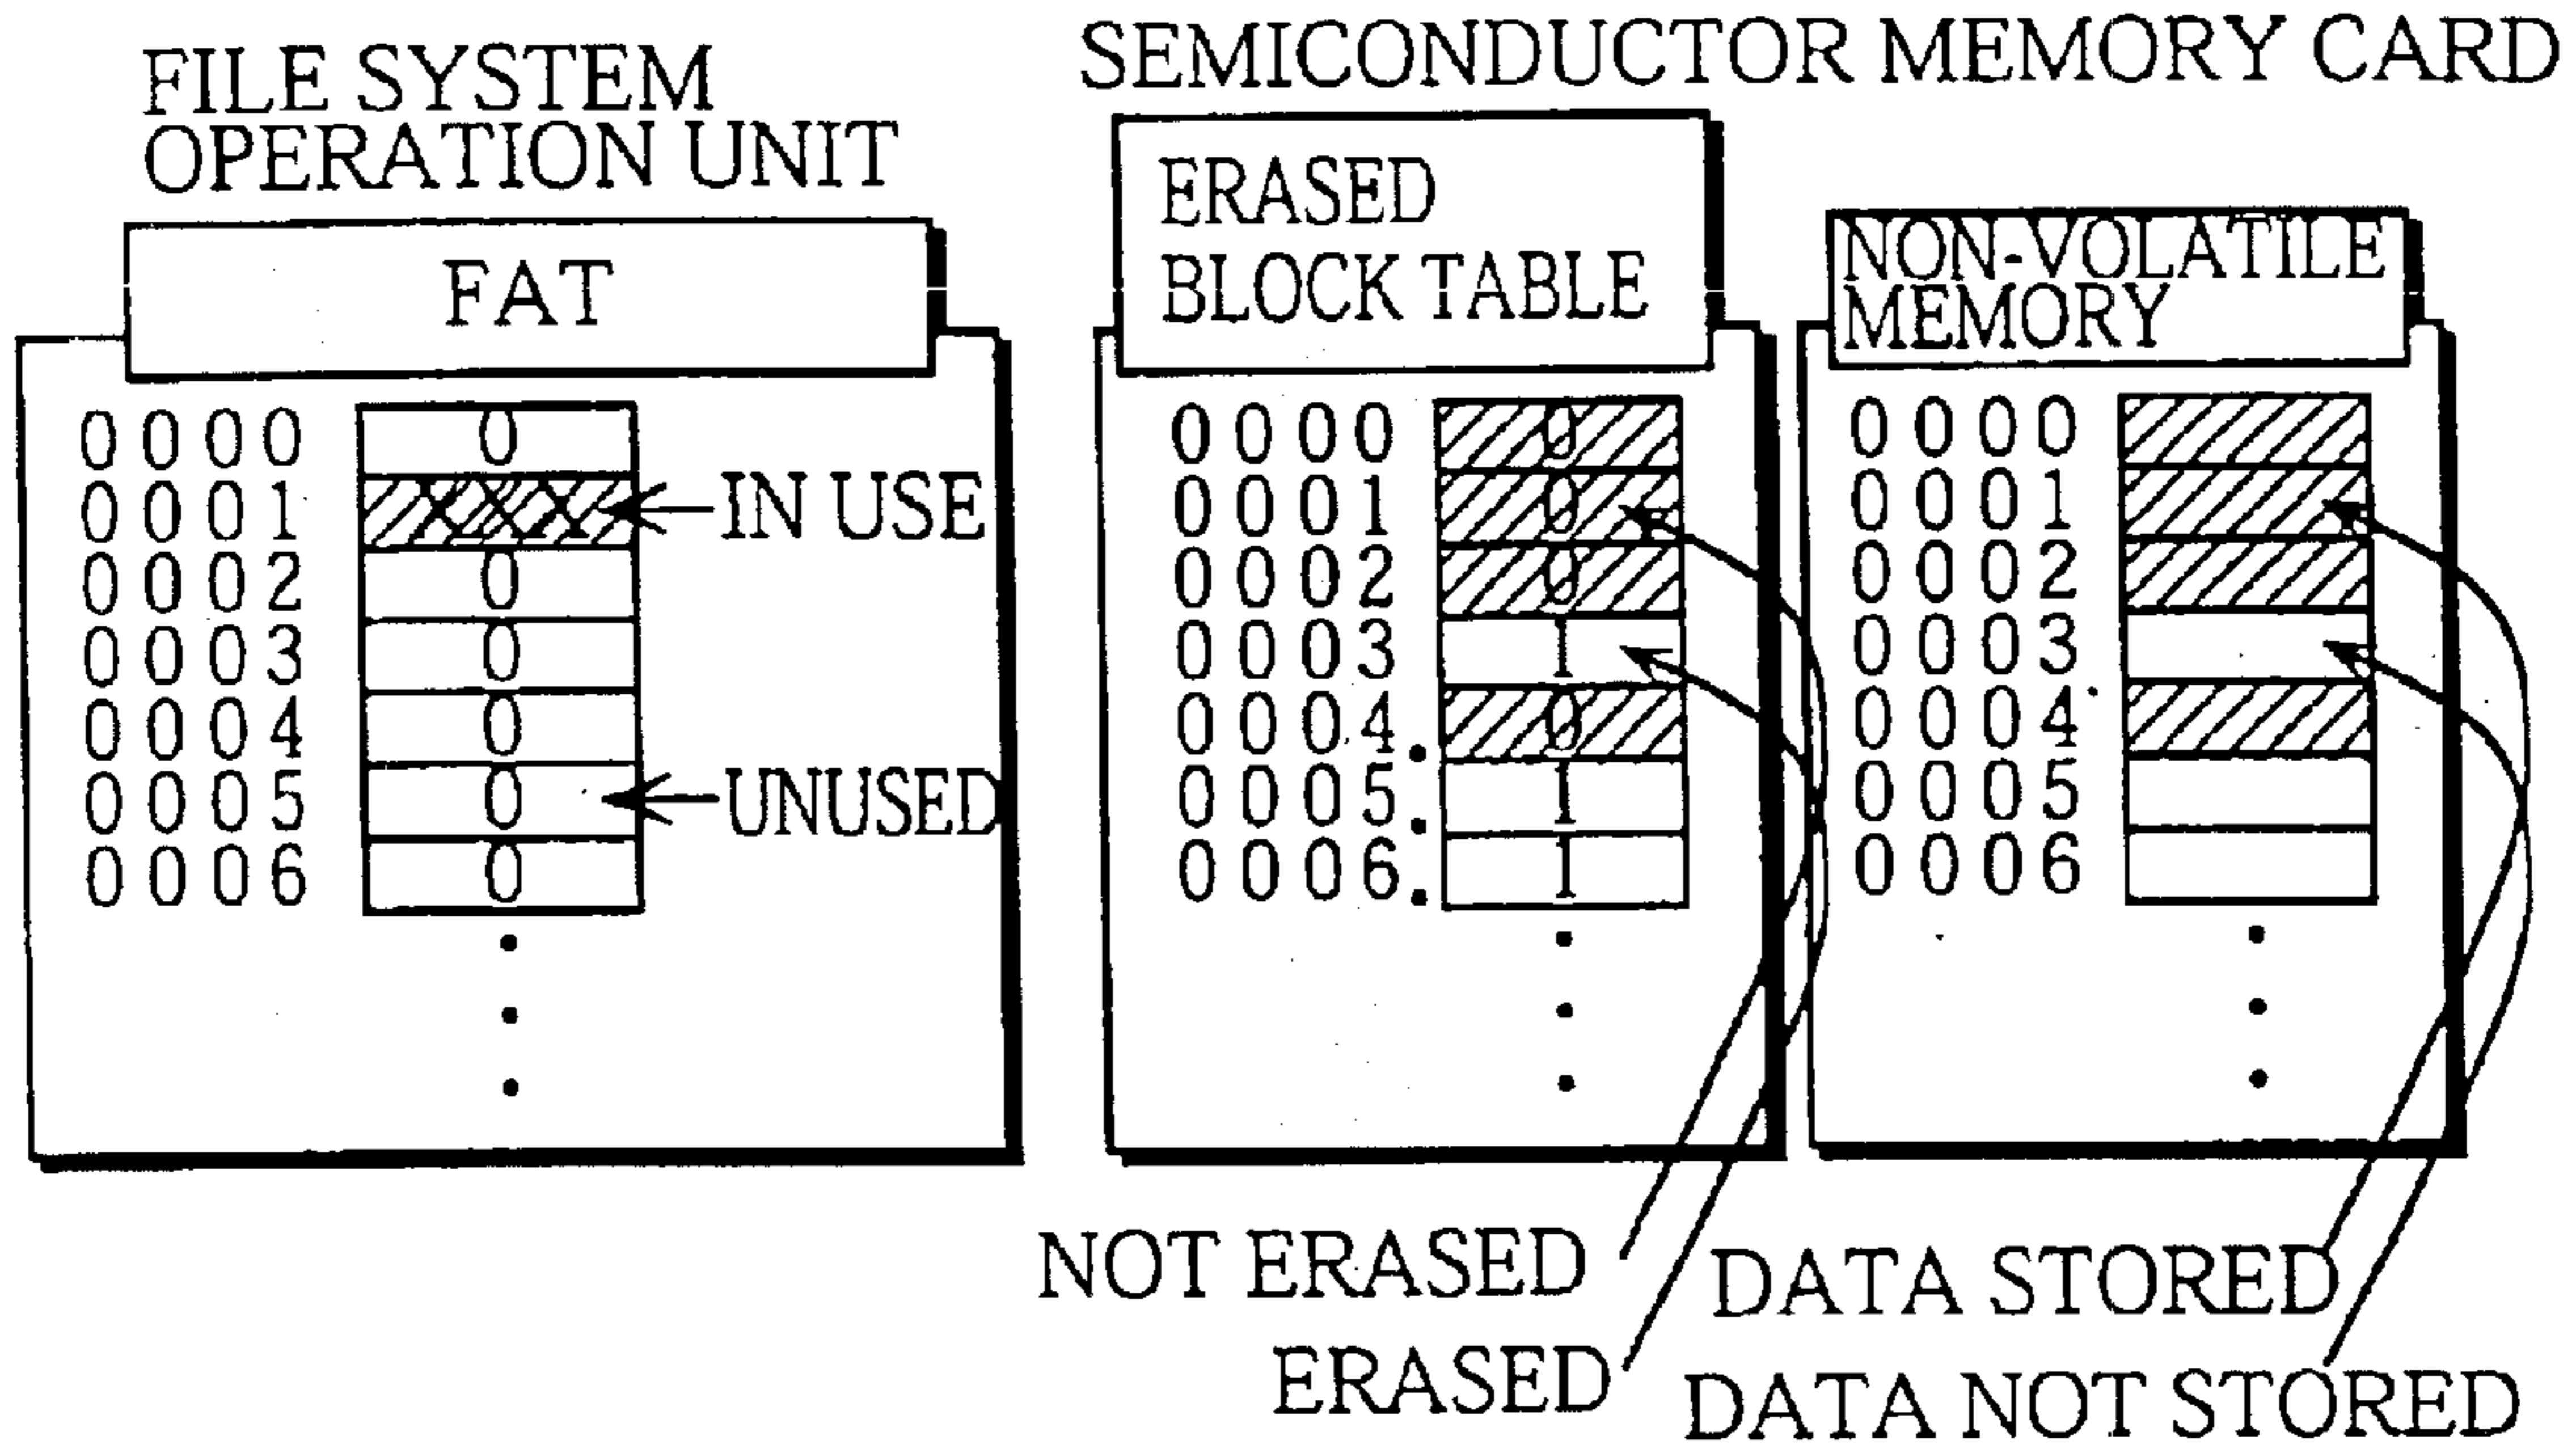 FILE SYSTEM
OPERATION UNIT
FAT
0000 0
0001 XXX
0002 0
0003 0
0004 0
0005 0
0006 0
IN USE
UNUSED
SEMICONDUCTOR MEMORY CARD
ERASED
BLOCK TABLE
0000 0
0001 0
0002 0
0003 1
0004 0
0005 1
0006 1
NOT ERASED
ERASED
NON-VOLATILE
MEMORY
0000
0001
0002
0003
0004
0005
0006
DATA STORED
DATA NOT STORED